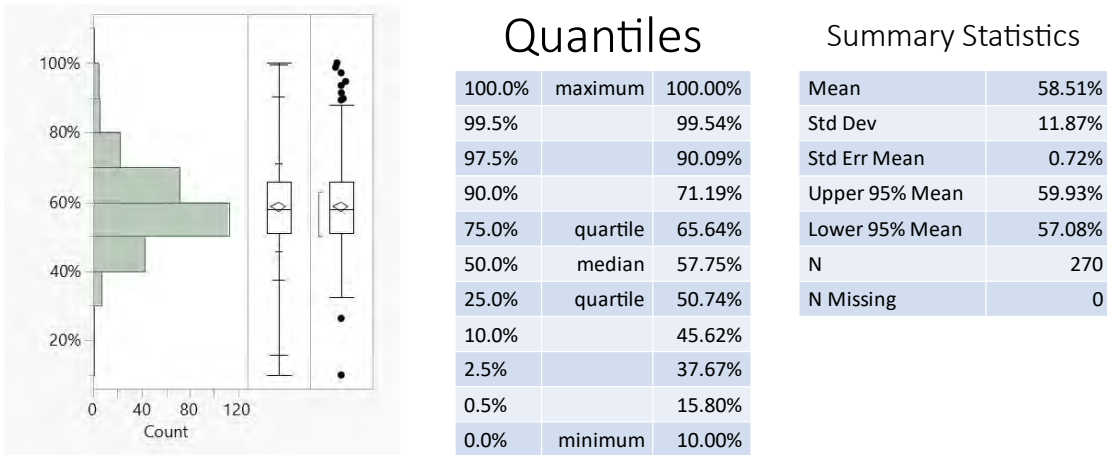 100%
80%
60%
40%
20%
0 40 80 120
Count
Quantiles
100.0% maximum 100.00%
99.5% 99.54%
97.5% 90.09%
90.0% 71.19%
75.0% quartile 65.64%
50.0% median 57.75%
25.0% quartile 50.74%
10.0% 45.62%
2.5% 37.67%
0.5% 15.80%
0.0% minimum 10.00%
Summary Statistics
Mean 58.51%
Std Dev 11.87%
Std Err Mean 0.72%
Upper 95% Mean 59.93%
Lower 95% Mean 57.08%
N 270
N Missing 0